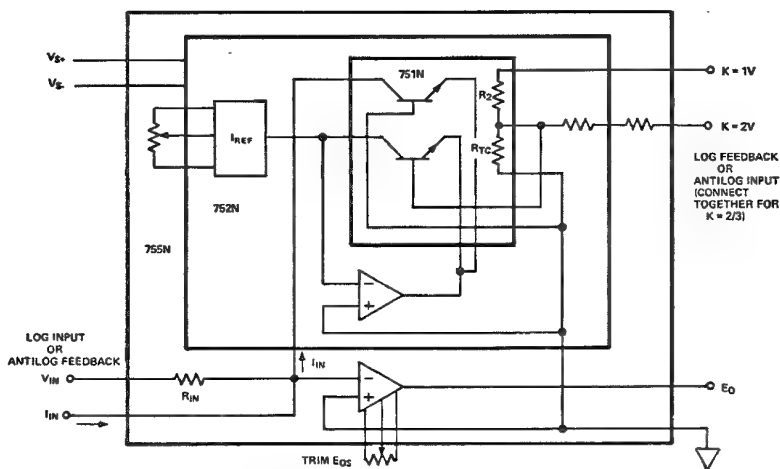 751N
VS+
VS-
K = 1V
R2
IREF
K = 2V
RTC
LOG FEEDBACK
OR
ANTILOG INPUT
(CONNECT
TOGETHER FOR
K = 2/3)
752N
755N
LOG INPUT
OR
ANTILOG FEEDBACK
IIN
VIN
RIN
EO
IIN
TRIM EOS